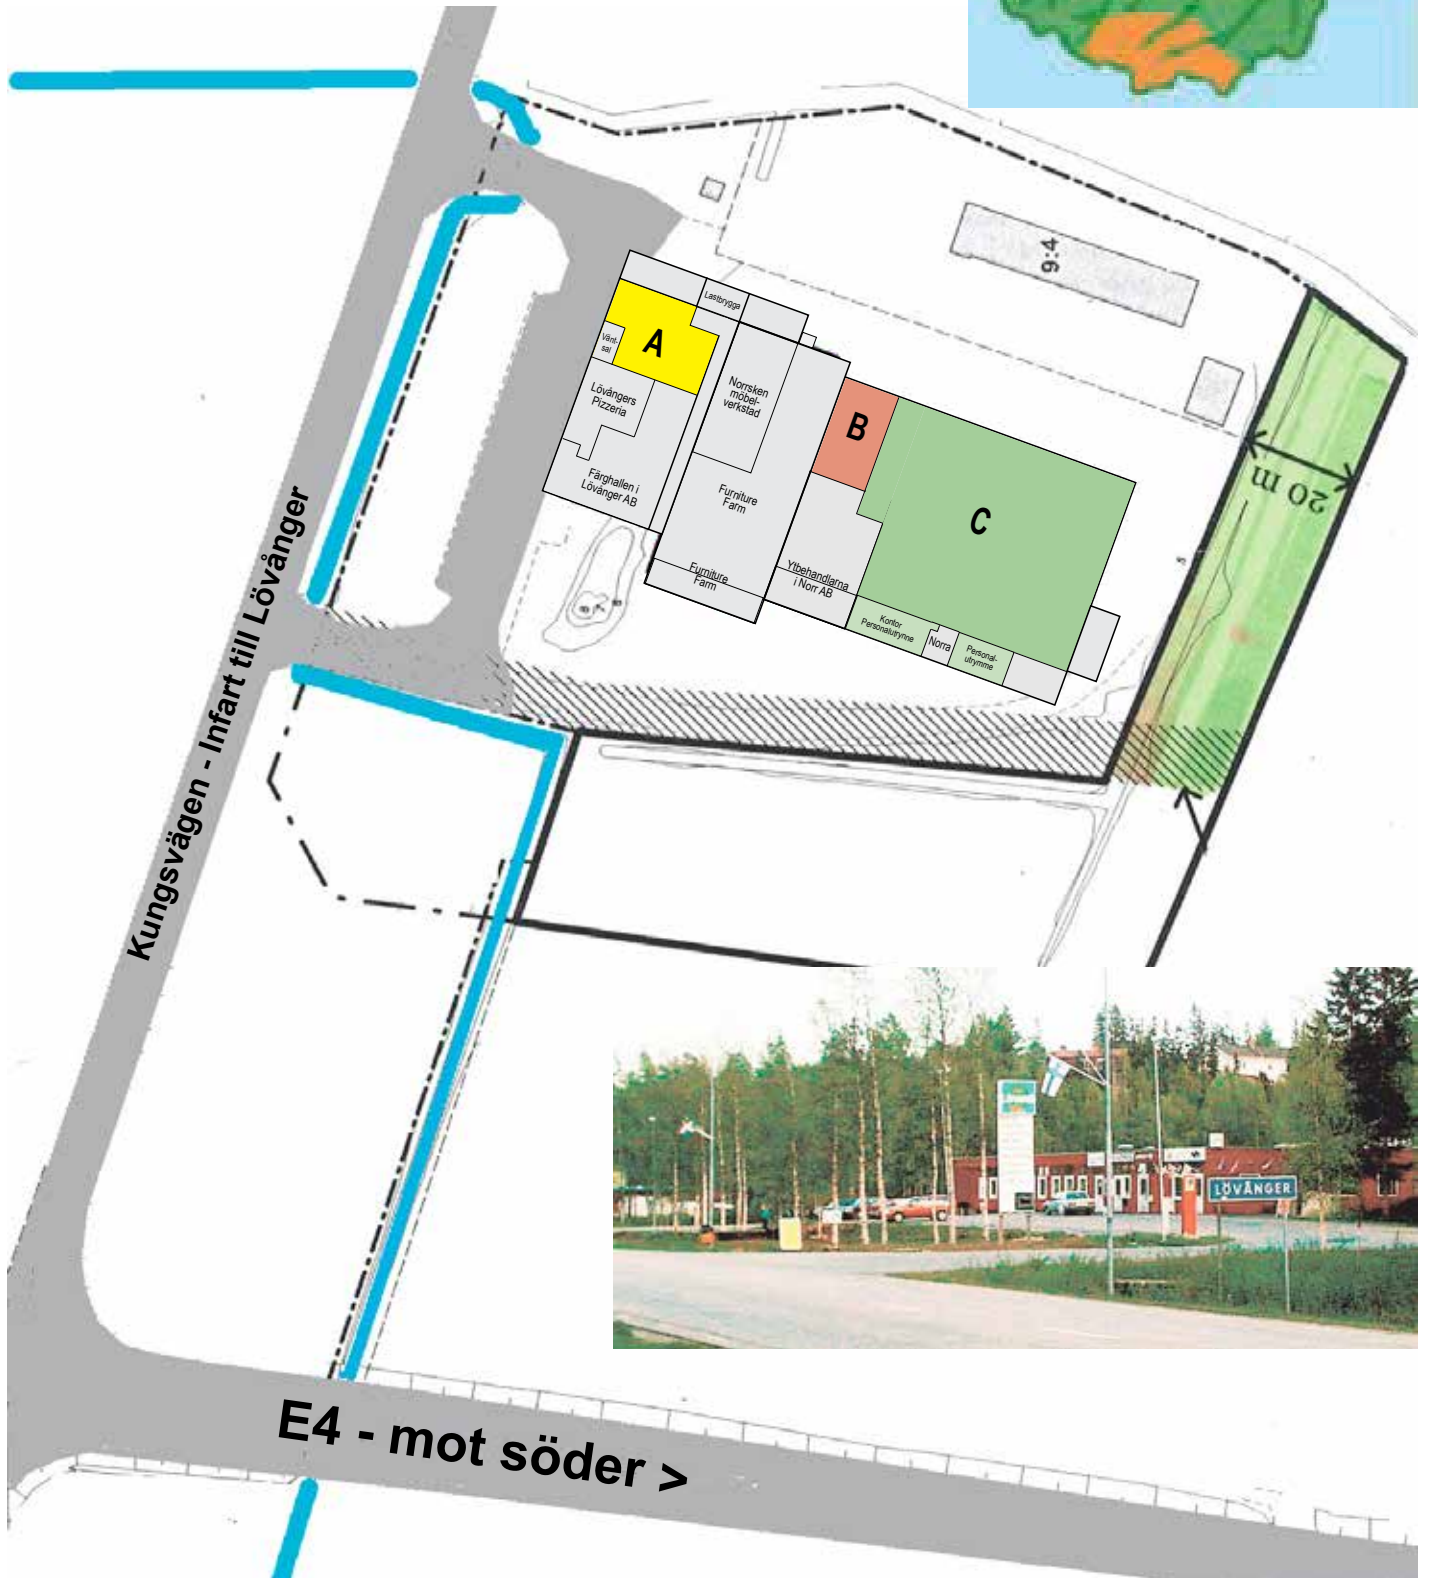 9:4
Lastbrygga
A
Vänt-
sal
Lövångers
Pizzeria
Norrsken
möbel-
verkstad
B
Färghallen i
Lövånger AB
Furniture
Farm
C
20 m
Furniture
Farm
Ytbehandlarna
i Norr AB
Kontor
Personalutrynne
Norra
Personal-
utrymme
Kungsvägen - Infart till Lövånger
LÖVÅNGER
E4 - mot söder >